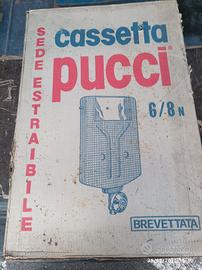 SEDE ESTRAIBILE
cassetta
pucci
6/8 N
BREVETTATA